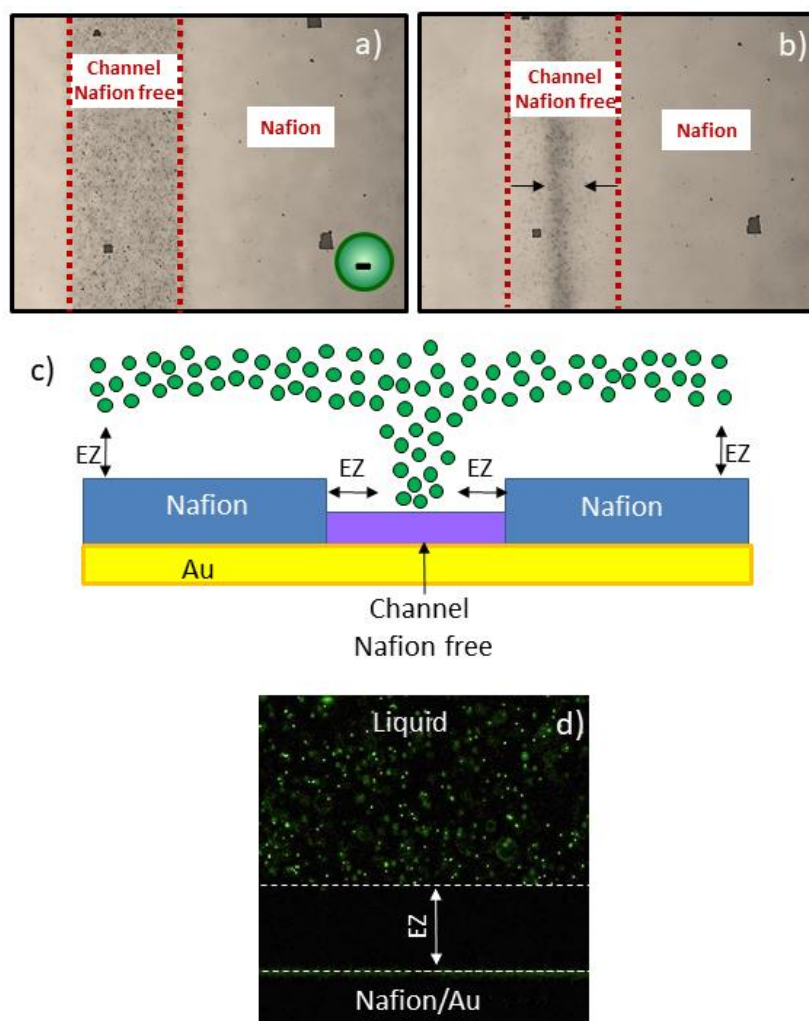 a)
Channel
Nafion free
Nafion
-
b)
Channel
Nafion free
Nafion
c)
EZ
EZ
EZ
EZ
Nafion
Nafion
Au
Channel
Nafion free
Liquid
d)
EZ
Nafion/Au